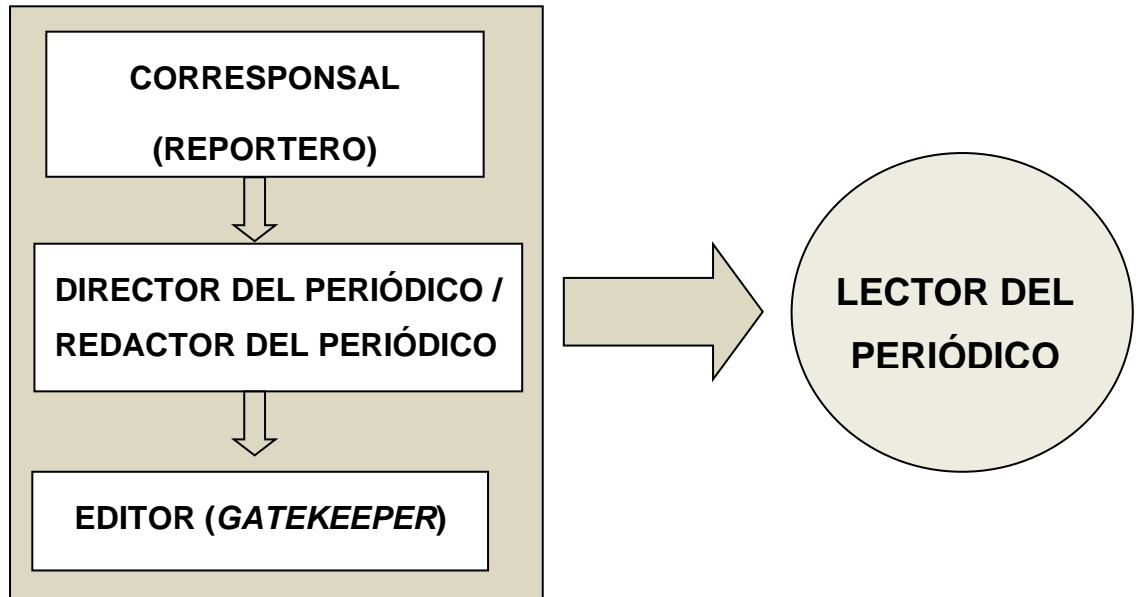 CORRESPONSAL
(REPORTERO)
DIRECTOR DEL PERIÓDICO /
REDACTOR DEL PERIÓDICO
EDITOR (GATEKEEPER)
LECTOR DEL
PERIÓDICO